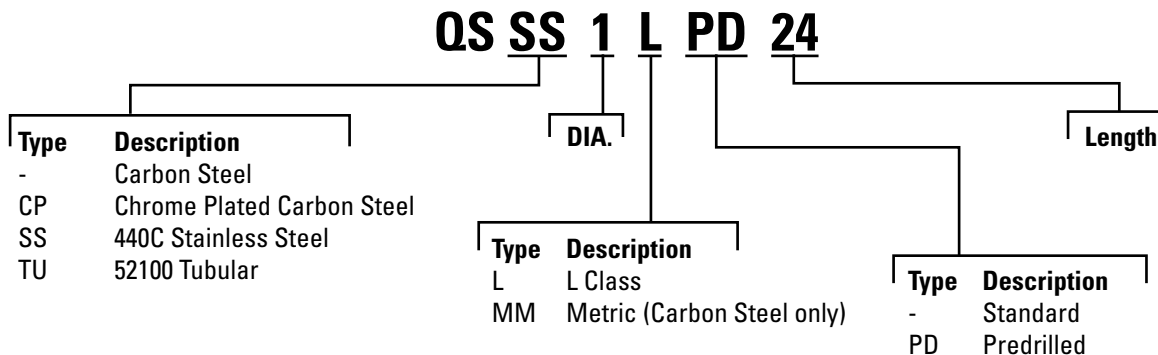 QS SS 1 L PD 24
Type Description
- Carbon Steel
CP Chrome Plated Carbon Steel
SS 440C Stainless Steel
TU 52100 Tubular
DIA.
Type Description
L L Class
MM Metric (Carbon Steel only)
Length
Type Description
- Standard
PD Predrilled